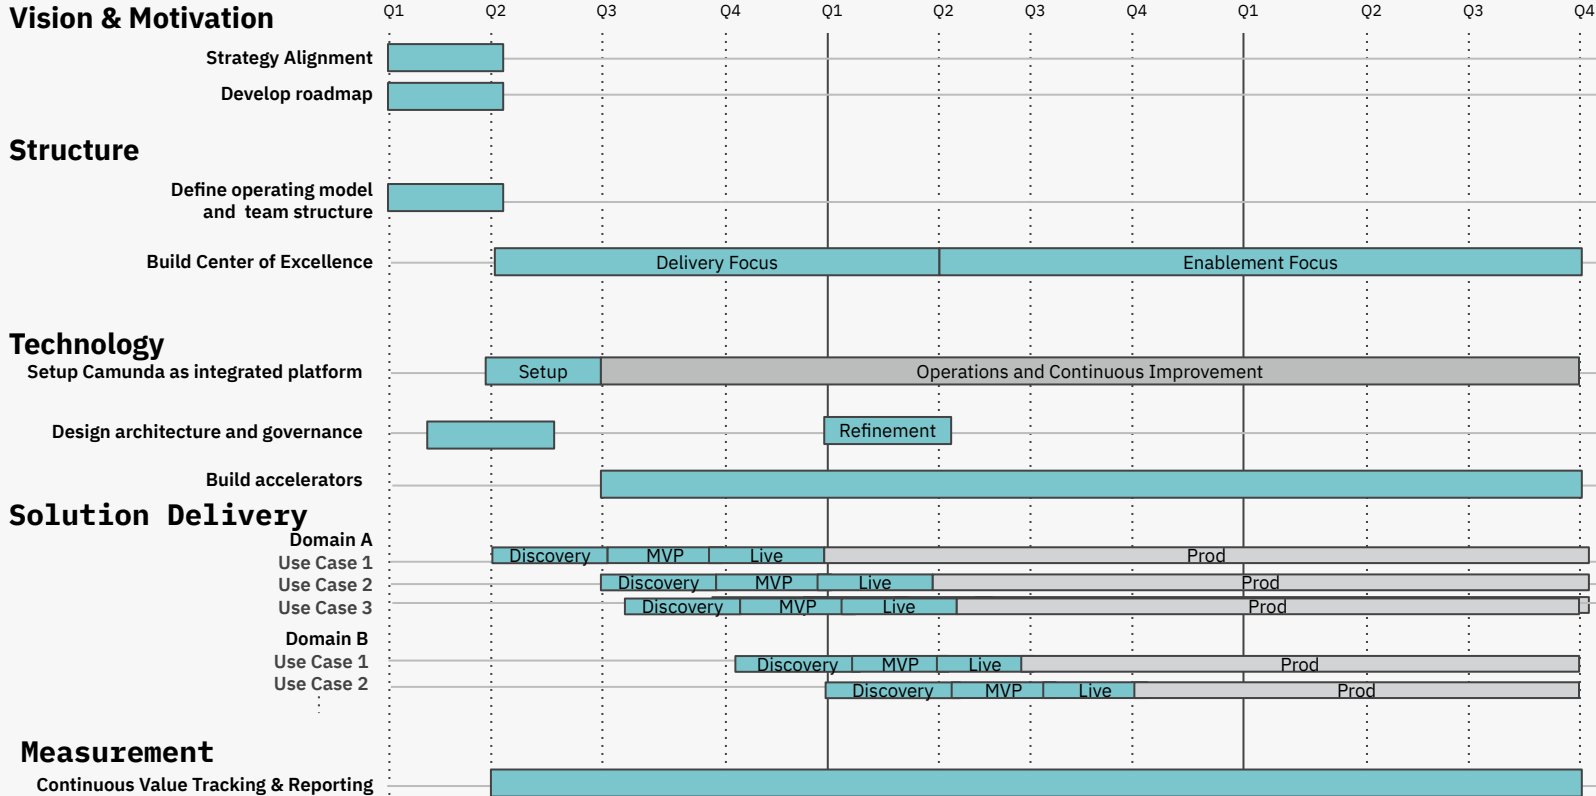 Vision & Motivation
Q1 Q2 Q3 Q4 Q1 Q2 Q3 Q4 Q1 Q2 Q3 Q4
Strategy Alignment
Develop roadmap
Structure
Define operating model
and team structure
Build Center of Excellence Delivery Focus Enablement Focus
Technology
Setup Camunda as integrated platform Setup Operations and Continuous Improvement
Design architecture and governance Refinement
Build accelerators
Solution Delivery
Domain A
Use Case 1 Discovery MVP Live Prod
Use Case 2 Discovery MVP Live Prod
Use Case 3 Discovery MVP Live Prod
Domain B
Use Case 1 Discovery MVP Live Prod
Use Case 2 Discovery MVP Live Prod
Measurement
Continuous Value Tracking & Reporting